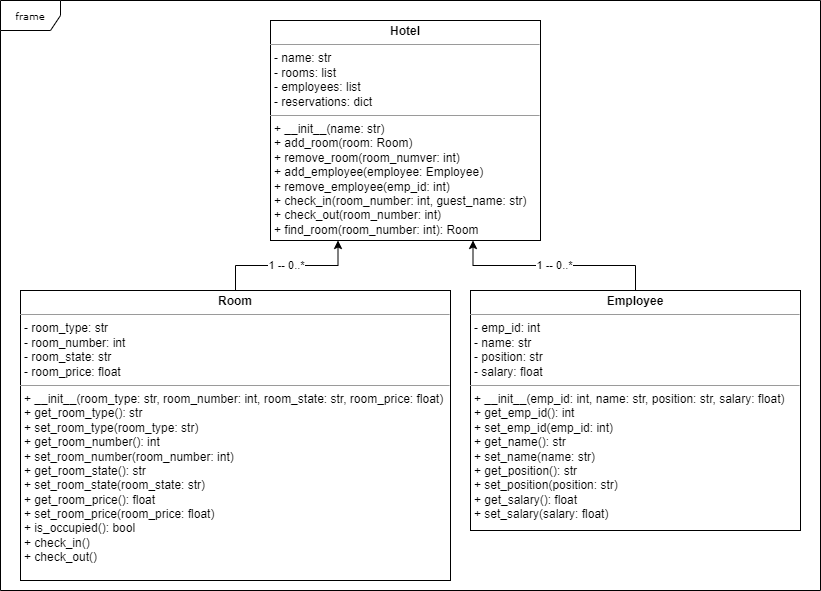 frame
Hotel
- name: str
- rooms: list
- employees: list
- reservations: dict
+ __init__(name: str)
+ add_room(room: Room)
+ remove_room(room_numver: int)
+ add_employee(employee: Employee)
+ remove_employee(emp_id: int)
+ check_in(room_number: int, guest_name: str)
+ check_out(room_number: int)
+ find_room(room_number: int): Room
1 -- 0..*
1 -- 0..*
Room
- room_type: str
- room_number: int
- room_state: str
- room_price: float
+ __init__(room_type: str, room_number: int, room_state: str, room_price: float)
+ get_room_type(): str
+ set_room_type(room_type: str)
+ get_room_number(): int
+ set_room_number(room_number: int)
+ get_room_state(): str
+ set_room_state(room_state: str)
+ get_room_price(): float
+ set_room_price(room_price: float)
+ is_occupied(): bool
+ check_in()
+ check_out()
Employee
- emp_id: int
- name: str
- position: str
- salary: float
+ __init__(emp_id: int, name: str, position: str, salary: float)
+ get_emp_id(): int
+ set_emp_id(emp_id: int)
+ get_name(): str
+ set_name(name: str)
+ get_position(): str
+ set_position(position: str)
+ get_salary(): float
+ set_salary(salary: float)